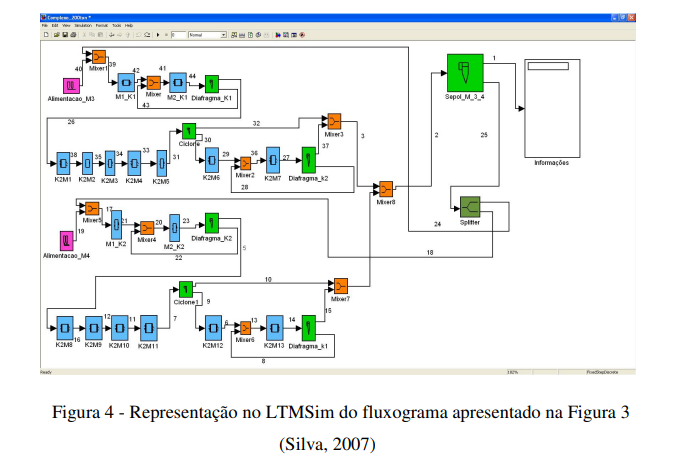 Complexo_200tsn *
File Edit View Simulation Format Tools Help
0
Normal
40
Mixer1
39
Alimentacao_M3
42
M1_K1
41
Mixer
43
44
M2_K1
Diafragma_K1
26
38
K2M1
35
K2M2
34
K2M3
33
K2M4
31
K2M5
Ciclone
32
30
29
K2M6
36
Mixer2
28
27
K2M7
37
Diafragma_k2
Mixer3
3
Mixer8
2
Sepol_M_3_4
1
25
Informações
Splitter
24
18
19
Mixer5
17
Alimentacao_M4
21
M1_K2
20
Mixer4
22
23
M2_K2
Diafragma_K2
5
16
K2M8
12
K2M9
11
K2M10
K2M11
7
Ciclone1
10
9
6
K2M12
13
Mixer6
8
14
K2M13
15
Diafragma_k1
Mixer7
Ready
FixedStepDiscrete
Figura 4 - Representação no LTMSim do fluxograma apresentado na Figura 3
(Silva, 2007)